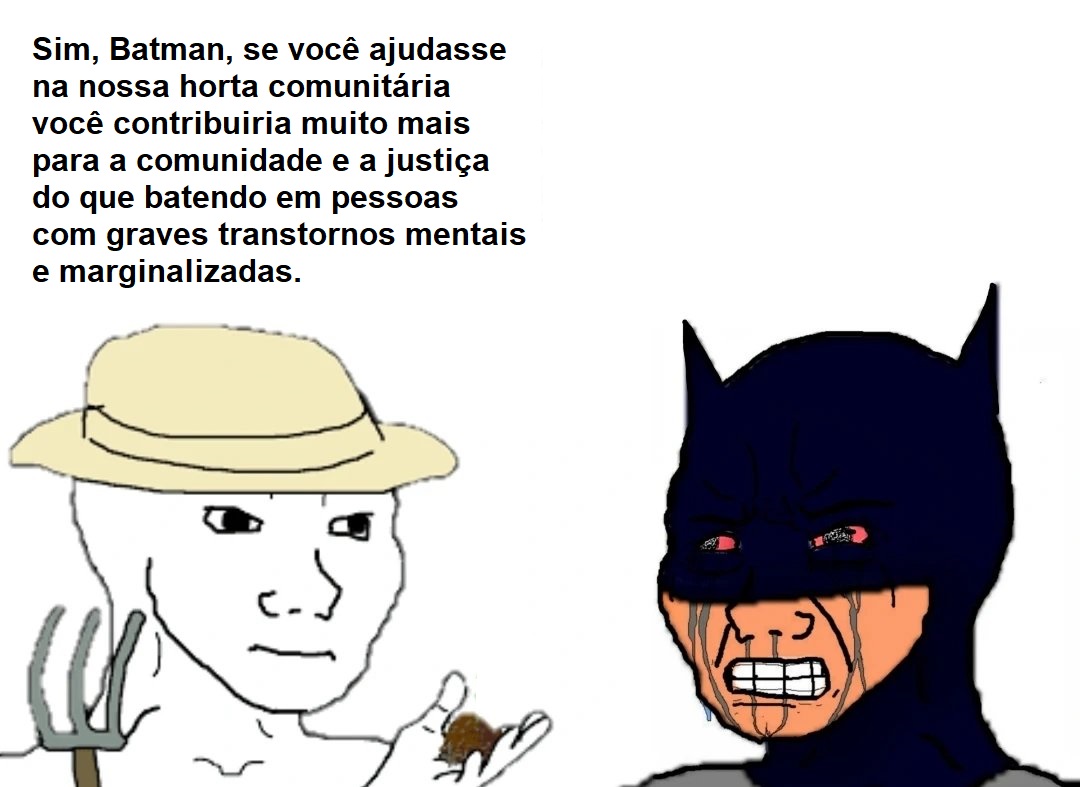 Sim, Batman, se você ajudasse
na nossa horta comunitária
você contribuiria muito mais
para a comunidade e a justiça
do que batendo em pessoas
com graves transtornos mentais
e marginalizadas.